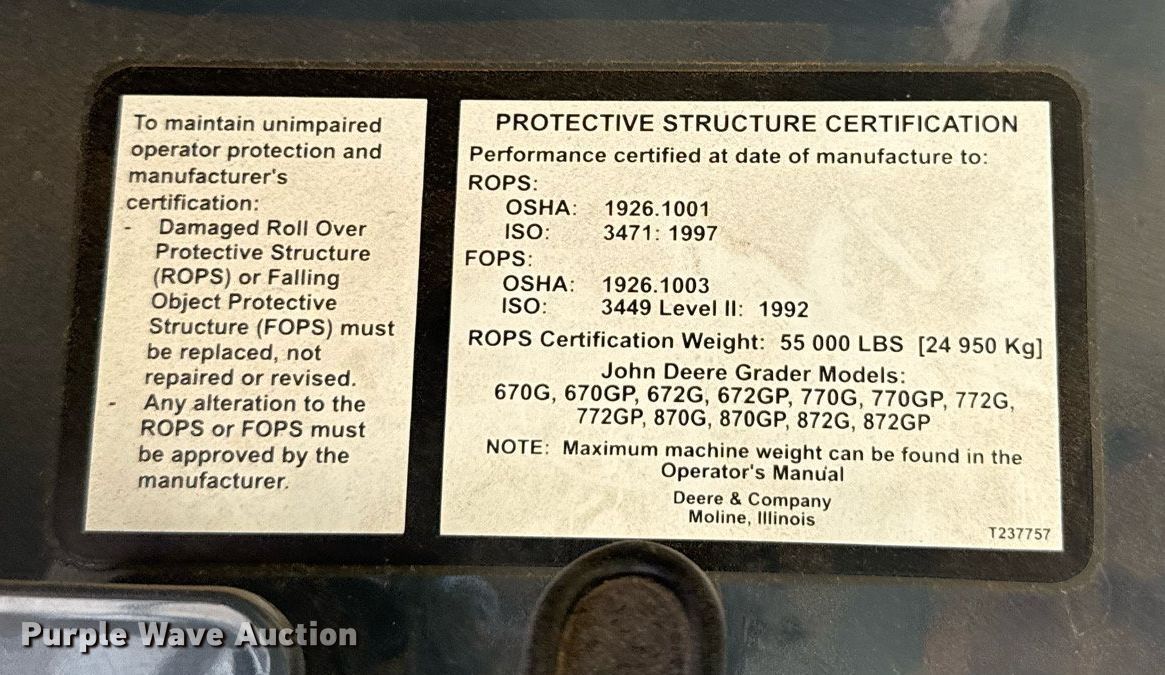 To maintain unimpaired
operator protection and
manufacturer's
certification:
- Damaged Roll Over
Protective Structure
(ROPS) or Falling
Object Protective
Structure (FOPS) must
be replaced, not
repaired or revised.
- Any alteration to the
ROPS or FOPS must
be approved by the
manufacturer.
PROTECTIVE STRUCTURE CERTIFICATION
Performance certified at date of manufacture to:
ROPS:
OSHA: 1926.1001
ISO: 3471: 1997
FOPS:
OSHA: 1926.1003
ISO: 3449 Level II: 1992
ROPS Certification Weight: 55 000 LBS [24 950 Kg]
John Deere Grader Models:
670G, 670GP, 672G, 672GP, 770G, 770GP, 772G,
772GP, 870G, 870GP, 872G, 872GP
NOTE: Maximum machine weight can be found in the
Operator's Manual
Deere & Company
Moline, Illinois
T237757
Purple Wave Auction